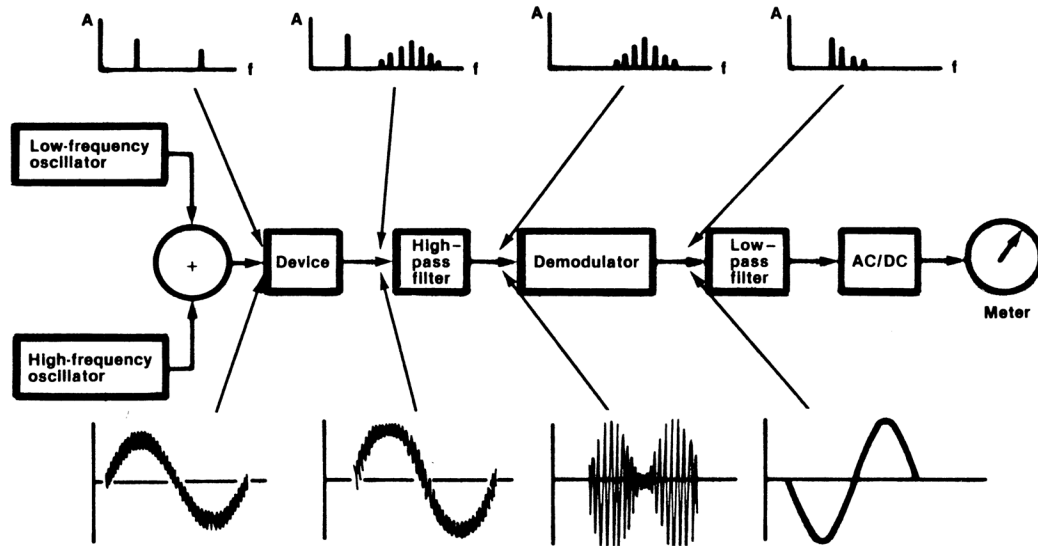 A
f
A
f
A
f
A
f
Low-frequency
oscillator
+
Device
High-
pass
filter
Demodulator
Low-
pass
filter
AC/DC
Meter
High-frequency
oscillator